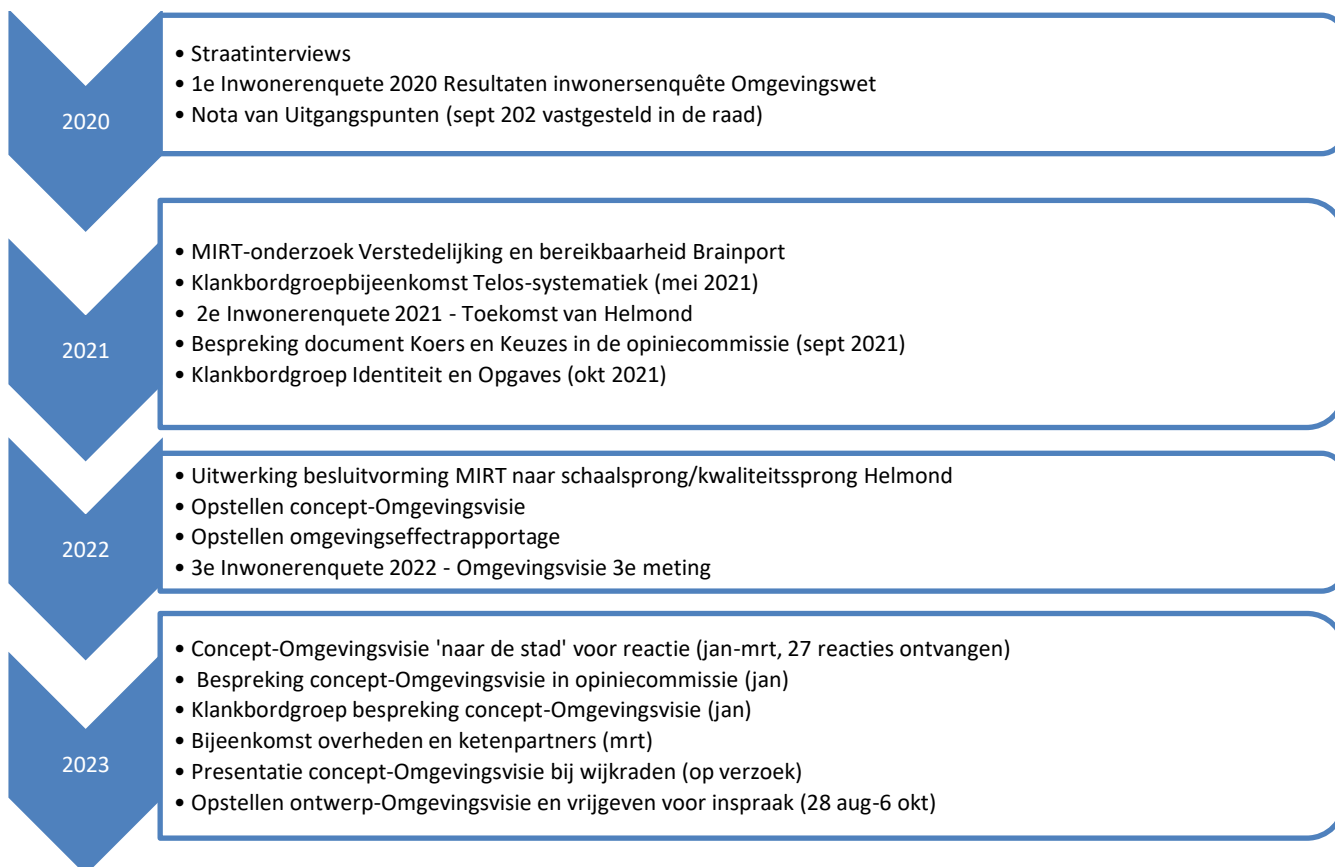 2020
• Straatinterviews
• 1e Inwonerenquete 2020 Resultaten inwonersenquête Omgevingswet
• Nota van Uitgangspunten (sept 202 vastgesteld in de raad)
2021
• MIRT-onderzoek Verstedelijking en bereikbaarheid Brainport
• Klankbordgroepbijeenkomst Telos-systematiek (mei 2021)
• 2e Inwonerenquete 2021 - Toekomst van Helmond
• Bespreking document Koers en Keuzes in de opiniecommissie (sept 2021)
• Klankbordgroep Identiteit en Opgaves (okt 2021)
2022
• Uitwerking besluitvorming MIRT naar schaalsprong/kwaliteitssprong Helmond
• Opstellen concept-Omgevingsvisie
• Opstellen omgevingseffectrapportage
• 3e Inwonerenquete 2022 - Omgevingsvisie 3e meting
2023
• Concept-Omgevingsvisie 'naar de stad' voor reactie (jan-mrt, 27 reacties ontvangen)
• Bespreking concept-Omgevingsvisie in opiniecommissie (jan)
• Klankbordgroep bespreking concept-Omgevingsvisie (jan)
• Bijeenkomst overheden en ketenpartners (mrt)
• Presentatie concept-Omgevingsvisie bij wijkraden (op verzoek)
• Opstellen ontwerp-Omgevingsvisie en vrijgeven voor inspraak (28 aug-6 okt)